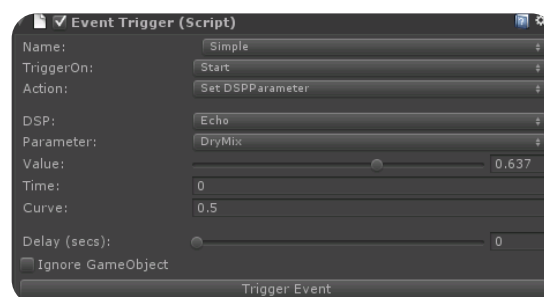 Event Trigger (Script)
Name: Simple
TriggerOn: Start
Action: Set DSPParameter
DSP: Echo
Parameter: DryMix
Value: 0.637
Time: 0
Curve: 0.5
Delay (secs): 0
Ignore GameObject
Trigger Event